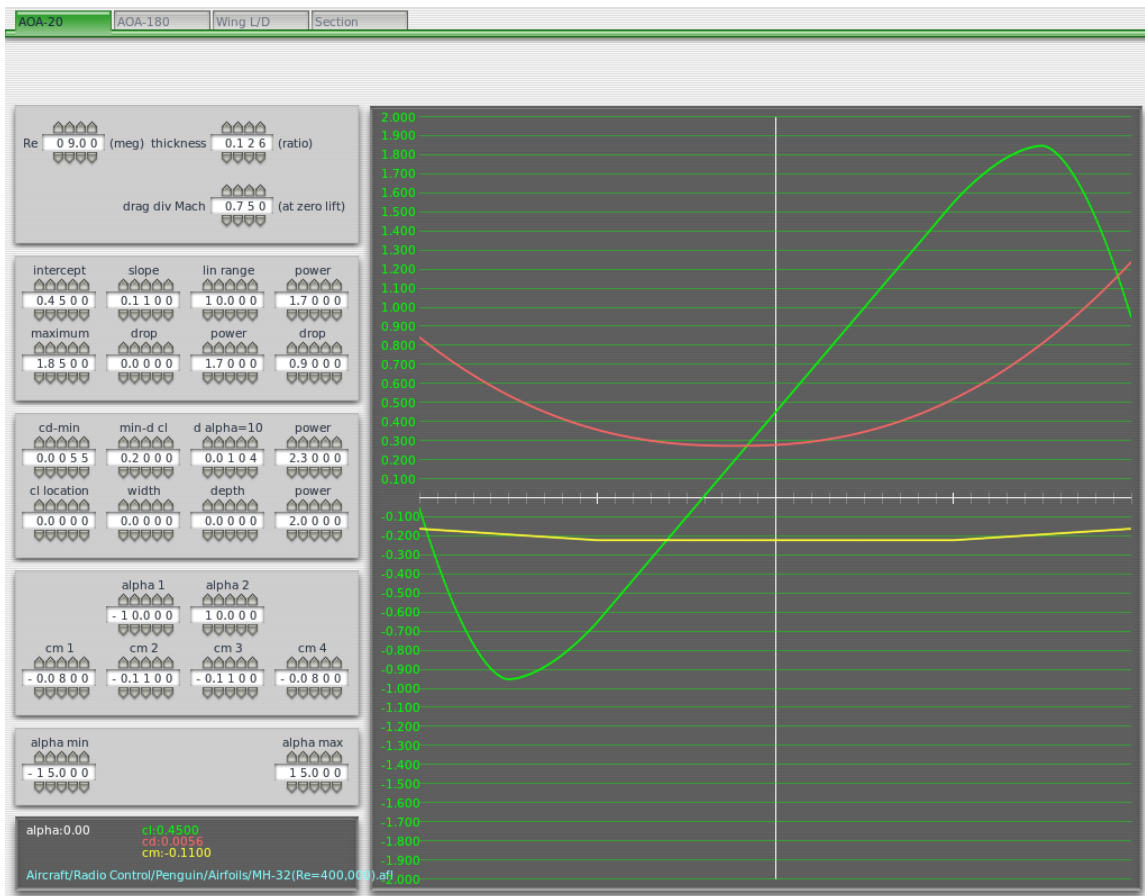 AOA-20 AOA-180 Wing L/D Section
Re 0 9.0 0 (meg) thickness 0.1 2 6 (ratio)
drag div Mach 0.7 5 0 (at zero lift)
intercept slope lin range power
0.4 5 0 0 0.1 1 0 0 1 0.0 0 0 1.7 0 0 0
maximum drop power drop
1.8 5 0 0 0.0 0 0 0 1.7 0 0 0 0.9 0 0 0
cd-min min-d cl d alpha=10 power
0.0 0 5 5 0.2 0 0 0 0.0 1 0 4 2.3 0 0 0
cl location width depth power
0.0 0 0 0 0.0 0 0 0 0.0 0 0 0 2.0 0 0 0
alpha 1 alpha 2
- 1 0.0 0 0 1 0.0 0 0
cm 1 cm 2 cm 3 cm 4
- 0.0 8 0 0 - 0.1 1 0 0 - 0.1 1 0 0 - 0.0 8 0 0
alpha min alpha max
- 1 5.0 0 0 1 5.0 0 0
alpha:0.00 cl:0.4500
cd:0.0056
cm:-0.1100
Aircraft/Radio Control/Penguin/Airfoils/MH-32(Re=400,000).afl
2.000
1.900
1.800
1.700
1.600
1.500
1.400
1.300
1.200
1.100
1.000
0.900
0.800
0.700
0.600
0.500
0.400
0.300
0.200
0.100
-0.100
-0.200
-0.300
-0.400
-0.500
-0.600
-0.700
-0.800
-0.900
-1.000
-1.100
-1.200
-1.300
-1.400
-1.500
-1.600
-1.700
-1.800
-1.900
-2.000